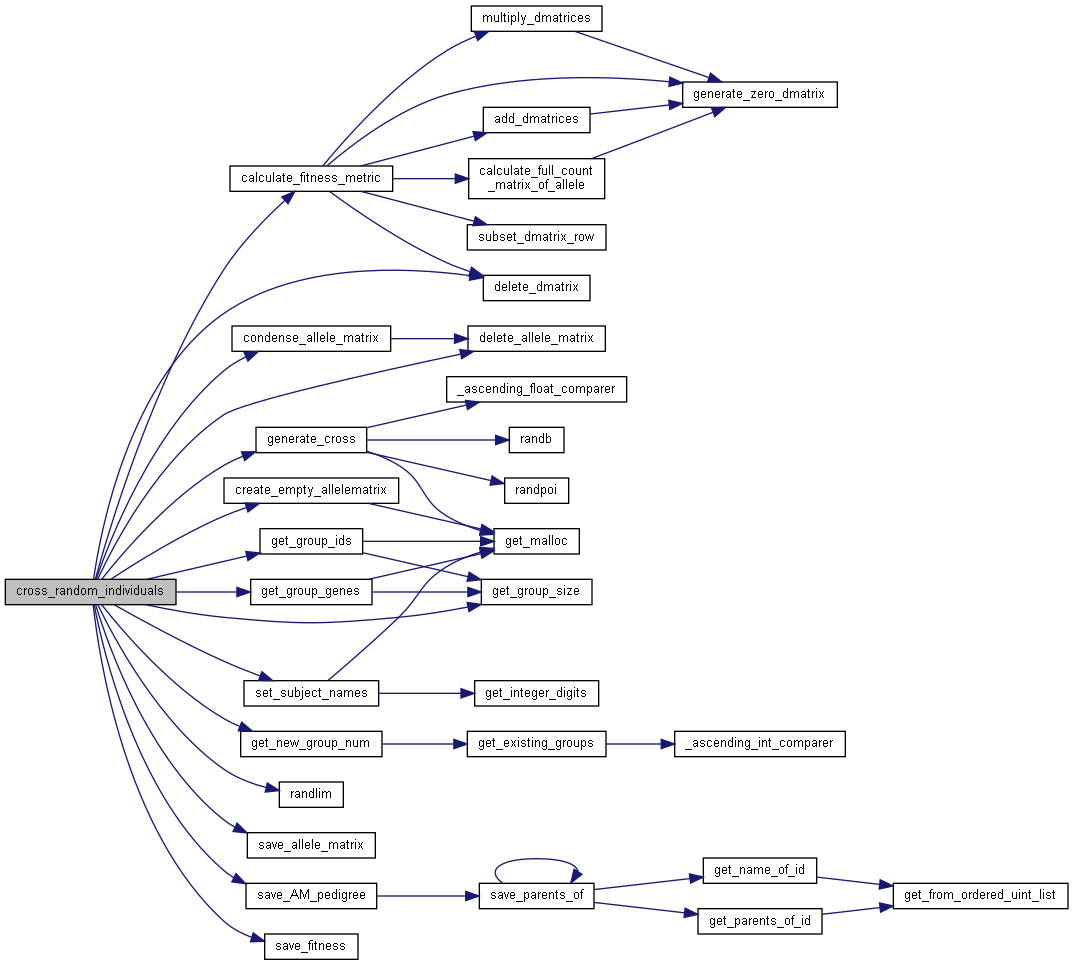 multiply_dmatrices
generate_zero_dmatrix
add_dmatrices
calculate_full_count
_matrix_of_allele
calculate_fitness_metric
subset_dmatrix_row
delete_dmatrix
condense_allele_matrix
delete_allele_matrix
_ascending_float_comparer
generate_cross
randb
create_empty_allelematrix
randpoi
get_group_ids
get_malloc
cross_random_individuals
get_group_genes
get_group_size
set_subject_names
get_integer_digits
get_new_group_num
get_existing_groups
_ascending_int_comparer
randlim
save_allele_matrix
get_name_of_id
save_AM_pedigree
save_parents_of
get_from_ordered_uint_list
get_parents_of_id
save_fitness